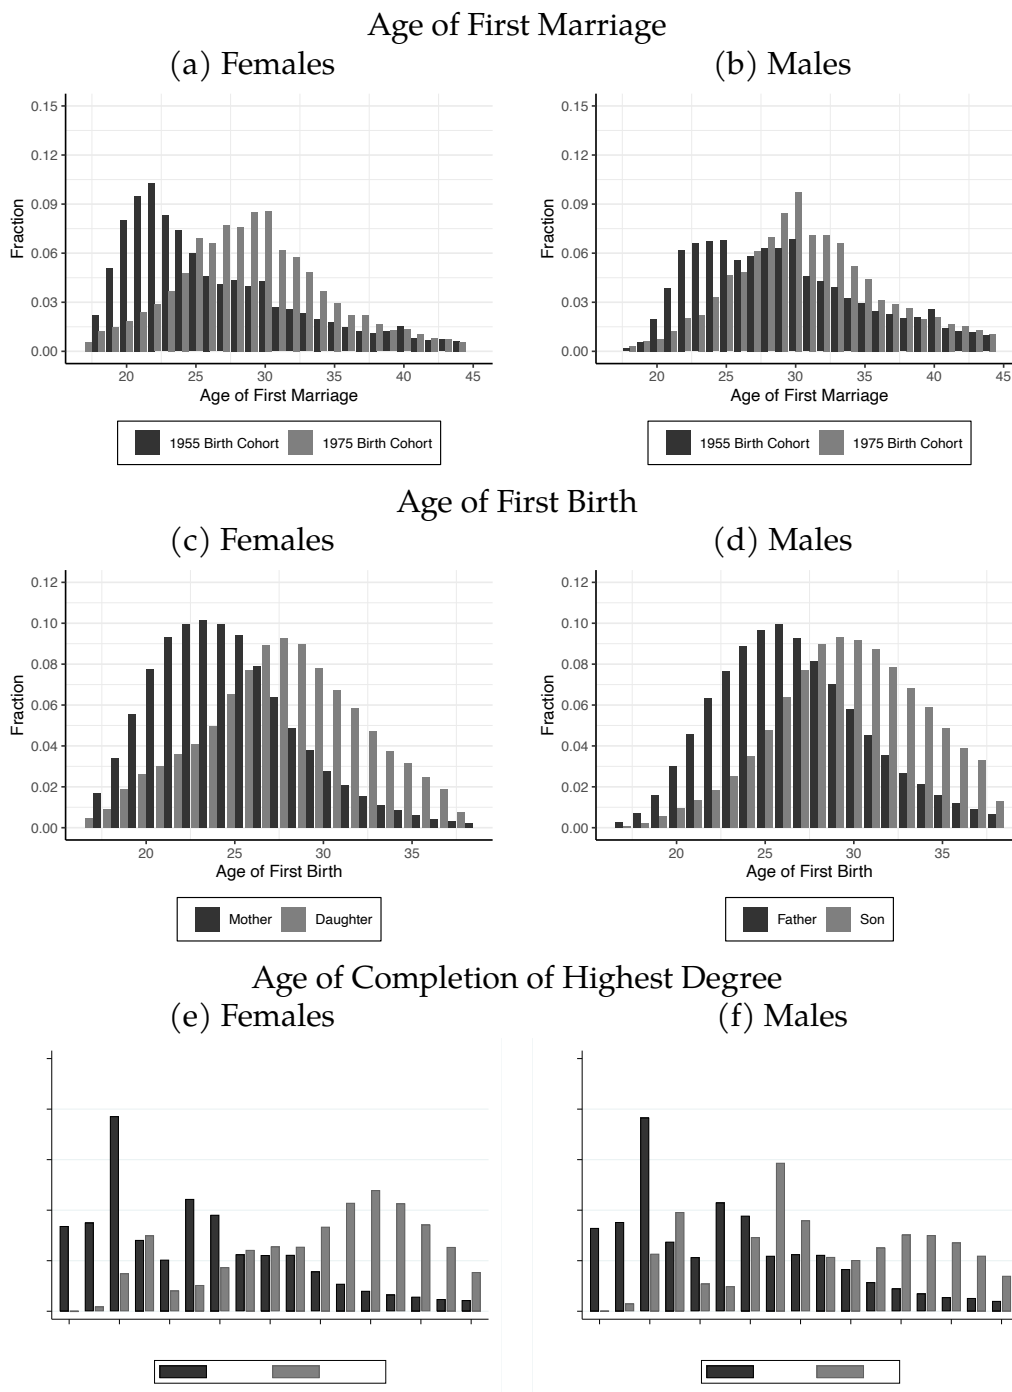 Age of First Marriage
(a) Females
(b) Males
0.15
0.12
0.09
0.06
0.03
0.00
Fraction
20 25 30 35 40 45
Age of First Marriage
1955 Birth Cohort 1975 Birth Cohort
0.15
0.12
0.09
0.06
0.03
0.00
Fraction
20 25 30 35 40 45
Age of First Marriage
1955 Birth Cohort 1975 Birth Cohort
Age of First Birth
(c) Females
(d) Males
0.12
0.10
0.08
0.06
0.04
0.02
0.00
Fraction
20 25 30 35
Age of First Birth
Mother Daughter
0.12
0.10
0.08
0.06
0.04
0.02
0.00
Fraction
20 25 30 35
Age of First Birth
Father Son
Age of Completion of Highest Degree
(e) Females
(f) Males